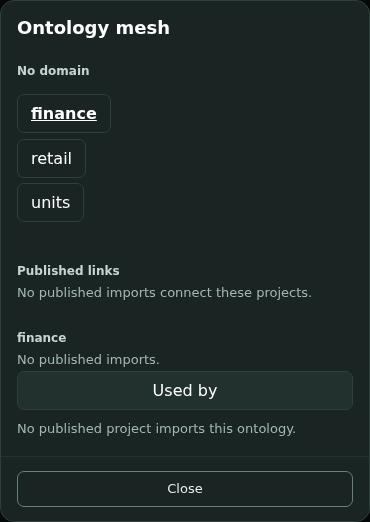 Ontology mesh
No domain
finance
retail
units
Published links
No published imports connect these projects.
finance
No published imports.
Used by
No published project imports this ontology.
Close